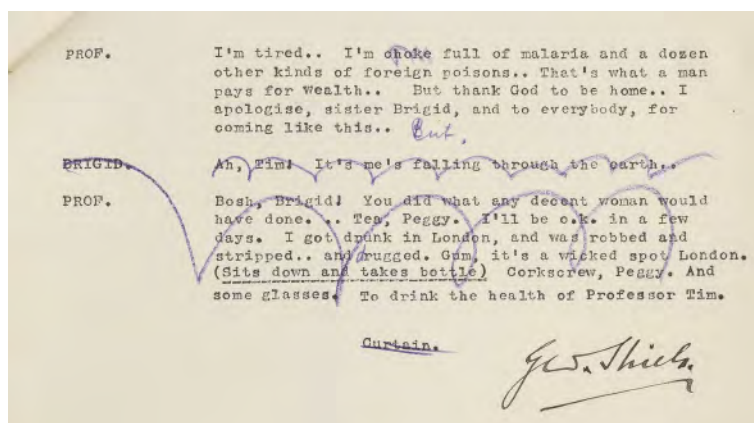 PROF. I'm tired.. I'm choke full of malaria and a dozen
other kinds of foreign poisons.. That's what a man
pays for Wealth.. But thank God to be home.. I
apologise, sister Brigid, and to everybody, for
coming like this.. Cut.
BRIGID. Ah, Tim! It's me's falling through the earth..
PROF. Bosh, Brigid! You did what any decent woman would
have done. .. Tea, Peggy. I'll be o.k. in a few
days. I got drunk in London, and was robbed and
stripped.. and drugged. Gum, it's a wicked spot London.
(Sits down and takes bottle) Corkscrew, Peggy. And
some glasses. To drink the health of Professor Tim.
Curtain.
Geo. Shiels.